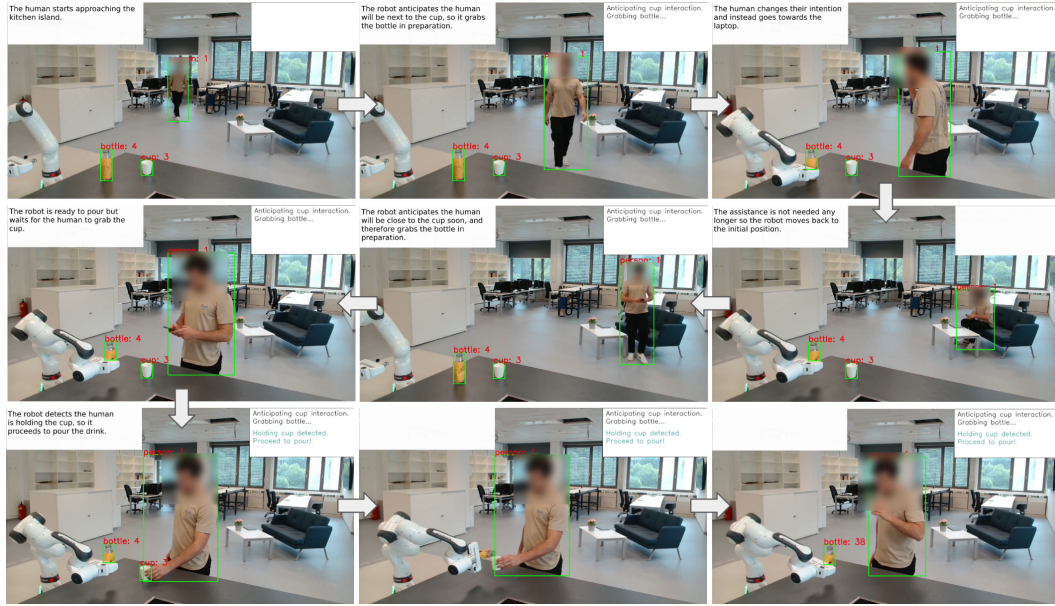 The human starts approaching the
kitchen island.
bottle: 4
cup: 3
The robot anticipates the human
will be next to the cup, so it grabs
the bottle in preparation.
Anticipating cup interaction.
Grabbing bottle...
1
bottle: 4
cup: 3
The human changes their intention
and instead goes towards the
laptop.
Anticipating cup interaction.
Grabbing bottle...
1
bottle: 4
cup: 3
The robot is ready to pour but
waits for the human to grab the
cup.
Anticipating cup interaction.
Grabbing bottle...
person: 1
bottle: 4
cup: 3
The robot anticipates the human
will be close to the cup soon, and
therefore grabs the bottle in
preparation.
Anticipating cup interaction.
Grabbing bottle...
person: 1
bottle: 4
cup: 3
The assistance is not needed any
longer so the robot moves back to
the initial position.
bottle: 4
cup: 3
The robot detects the human
is holding the cup, so it
proceeds to pour the drink.
Anticipating cup interaction.
Grabbing bottle...
Holding cup detected.
Proceed to pour!
bottle: 4
cup: 3
Anticipating cup interaction.
Grabbing bottle...
Holding cup detected.
Proceed to pour!
Anticipating cup interaction.
Grabbing bottle...
Holding cup detected.
Proceed to pour!
bottle: 38